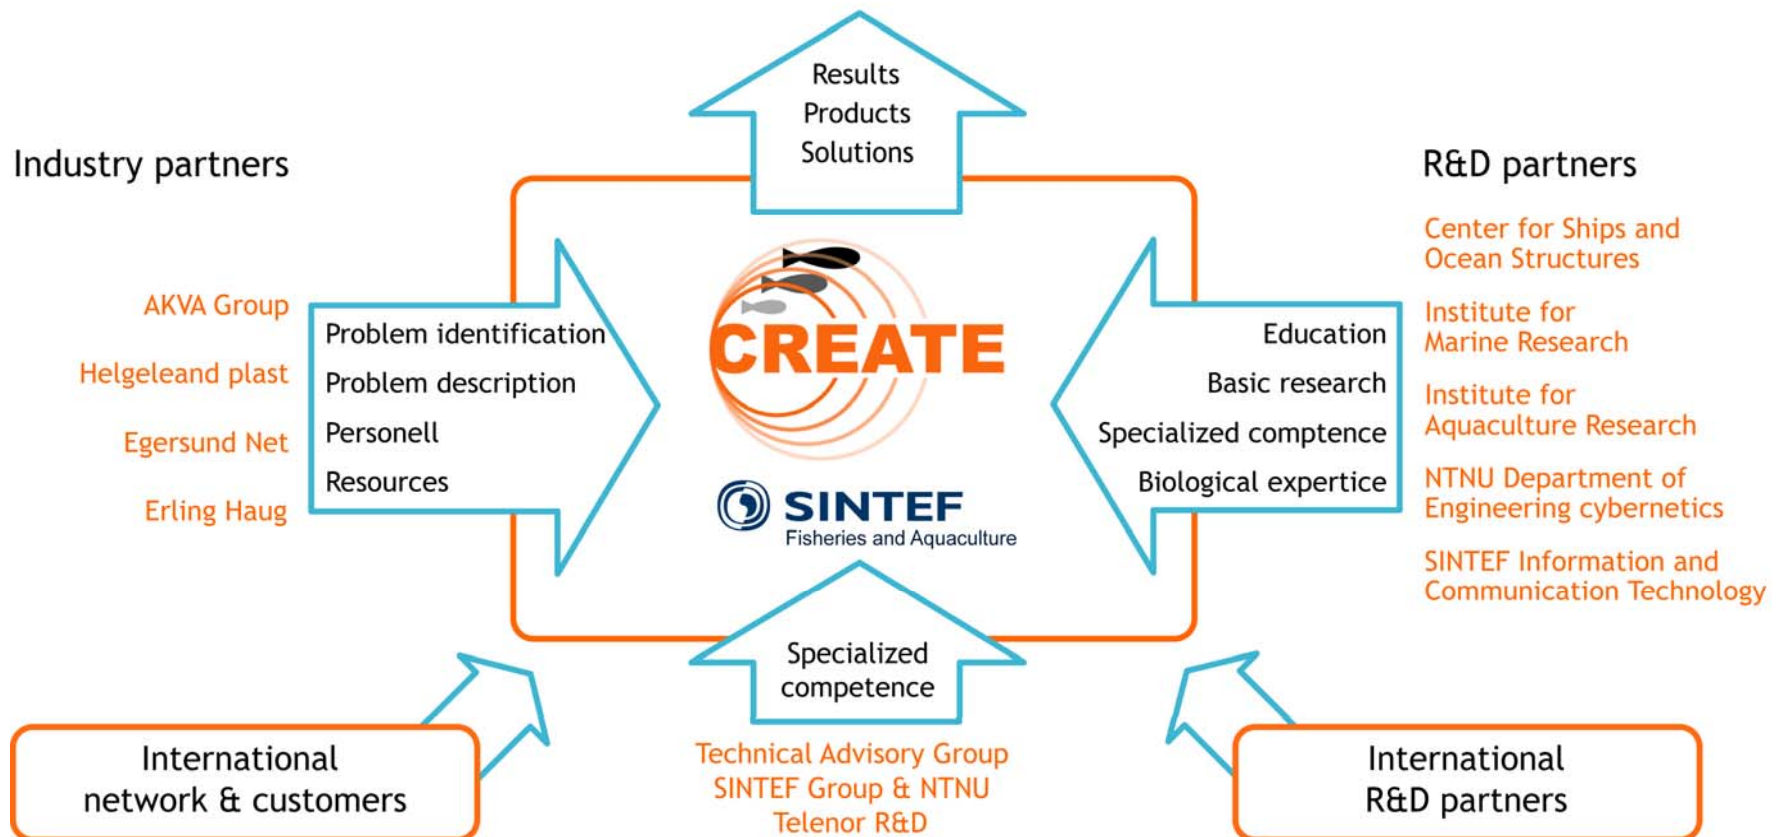 Results
Products
Solutions
Industry partners
AKVA Group
Helgeleand plast
Egersund Net
Erling Haug
Problem identification
Problem description
Personell
Resources
CREATE
SINTEF
Fisheries and Aquaculture
Education
Basic research
Specialized comptence
Biological expertice
R&D partners
Center for Ships and
Ocean Structures
Institute for
Marine Research
Institute for
Aquaculture Research
NTNU Department of
Engineering cybernetics
SINTEF Information and
Communication Technology
Specialized
competence
Technical Advisory Group
SINTEF Group & NTNU
Telenor R&D
International
network & customers
International
R&D partners